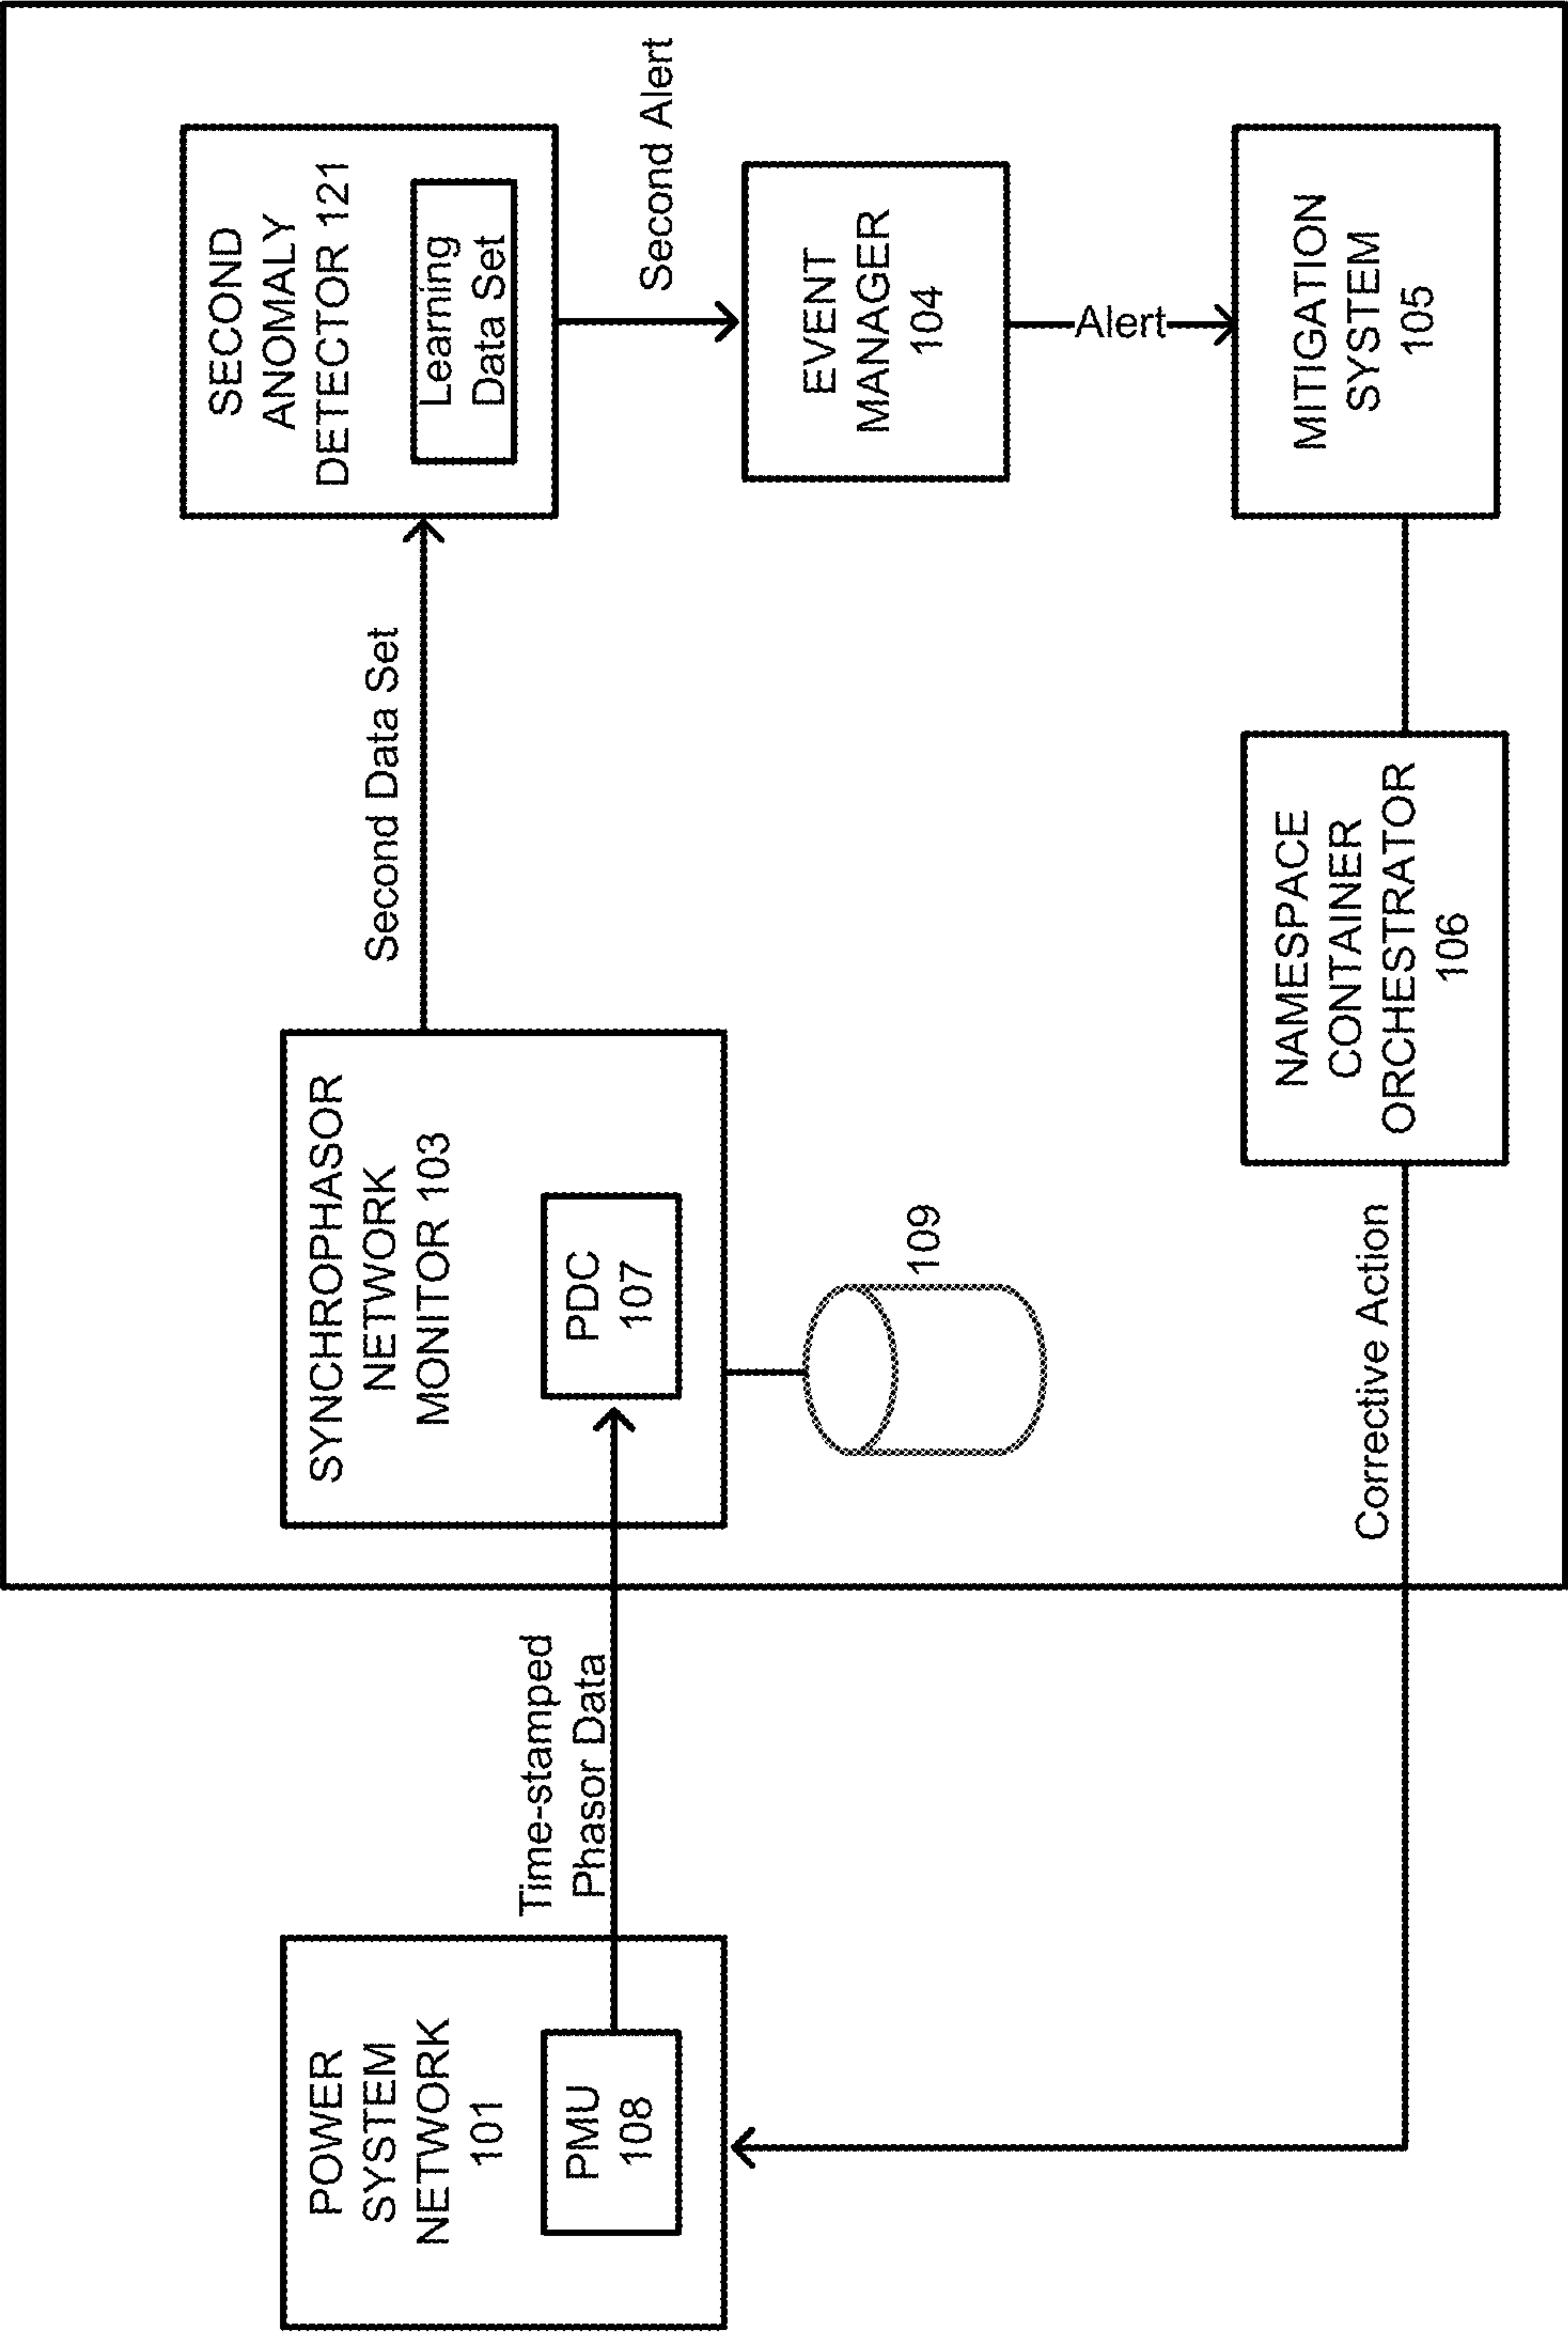 POWER
SYSTEM
NETWORK
101
PMU
108
Time-stamped
Phasor Data
SYNCHROPHASOR
NETWORK
MONITOR 103
PDC
107
109
Second Data Set
SECOND
ANOMALY
DETECTOR 121
Learning
Data Set
Second Alert
EVENT
MANAGER
104
Alert
MITIGATION
SYSTEM
105
NAMESPACE
CONTAINER
ORCHESTRATOR
106
Corrective Action